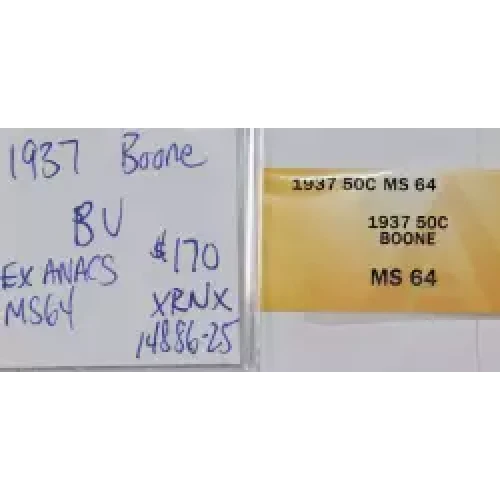 1937 Boone
BU
$170
EX ANACS
MS64
XRNX
14886-25
1937 50C MS 64
1937 50C
BOONE
MS 64